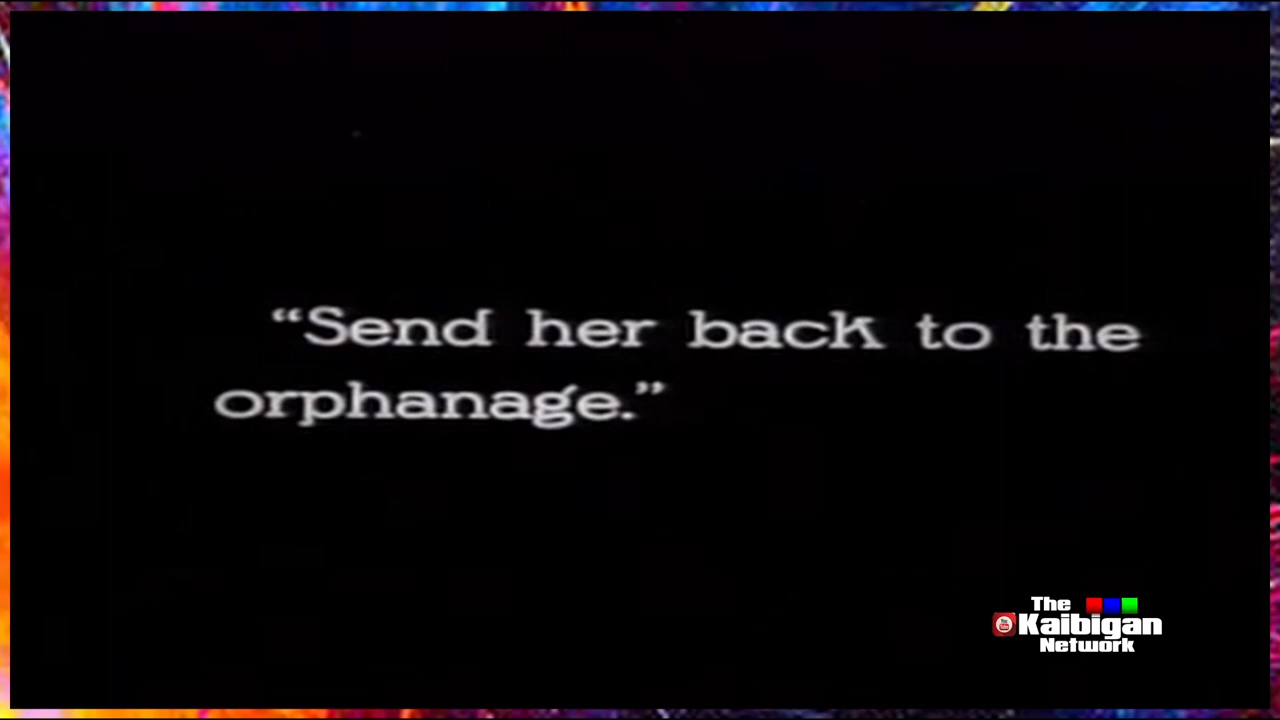 “Send her back to the
orphanage.”
The
Kaibigan
Network